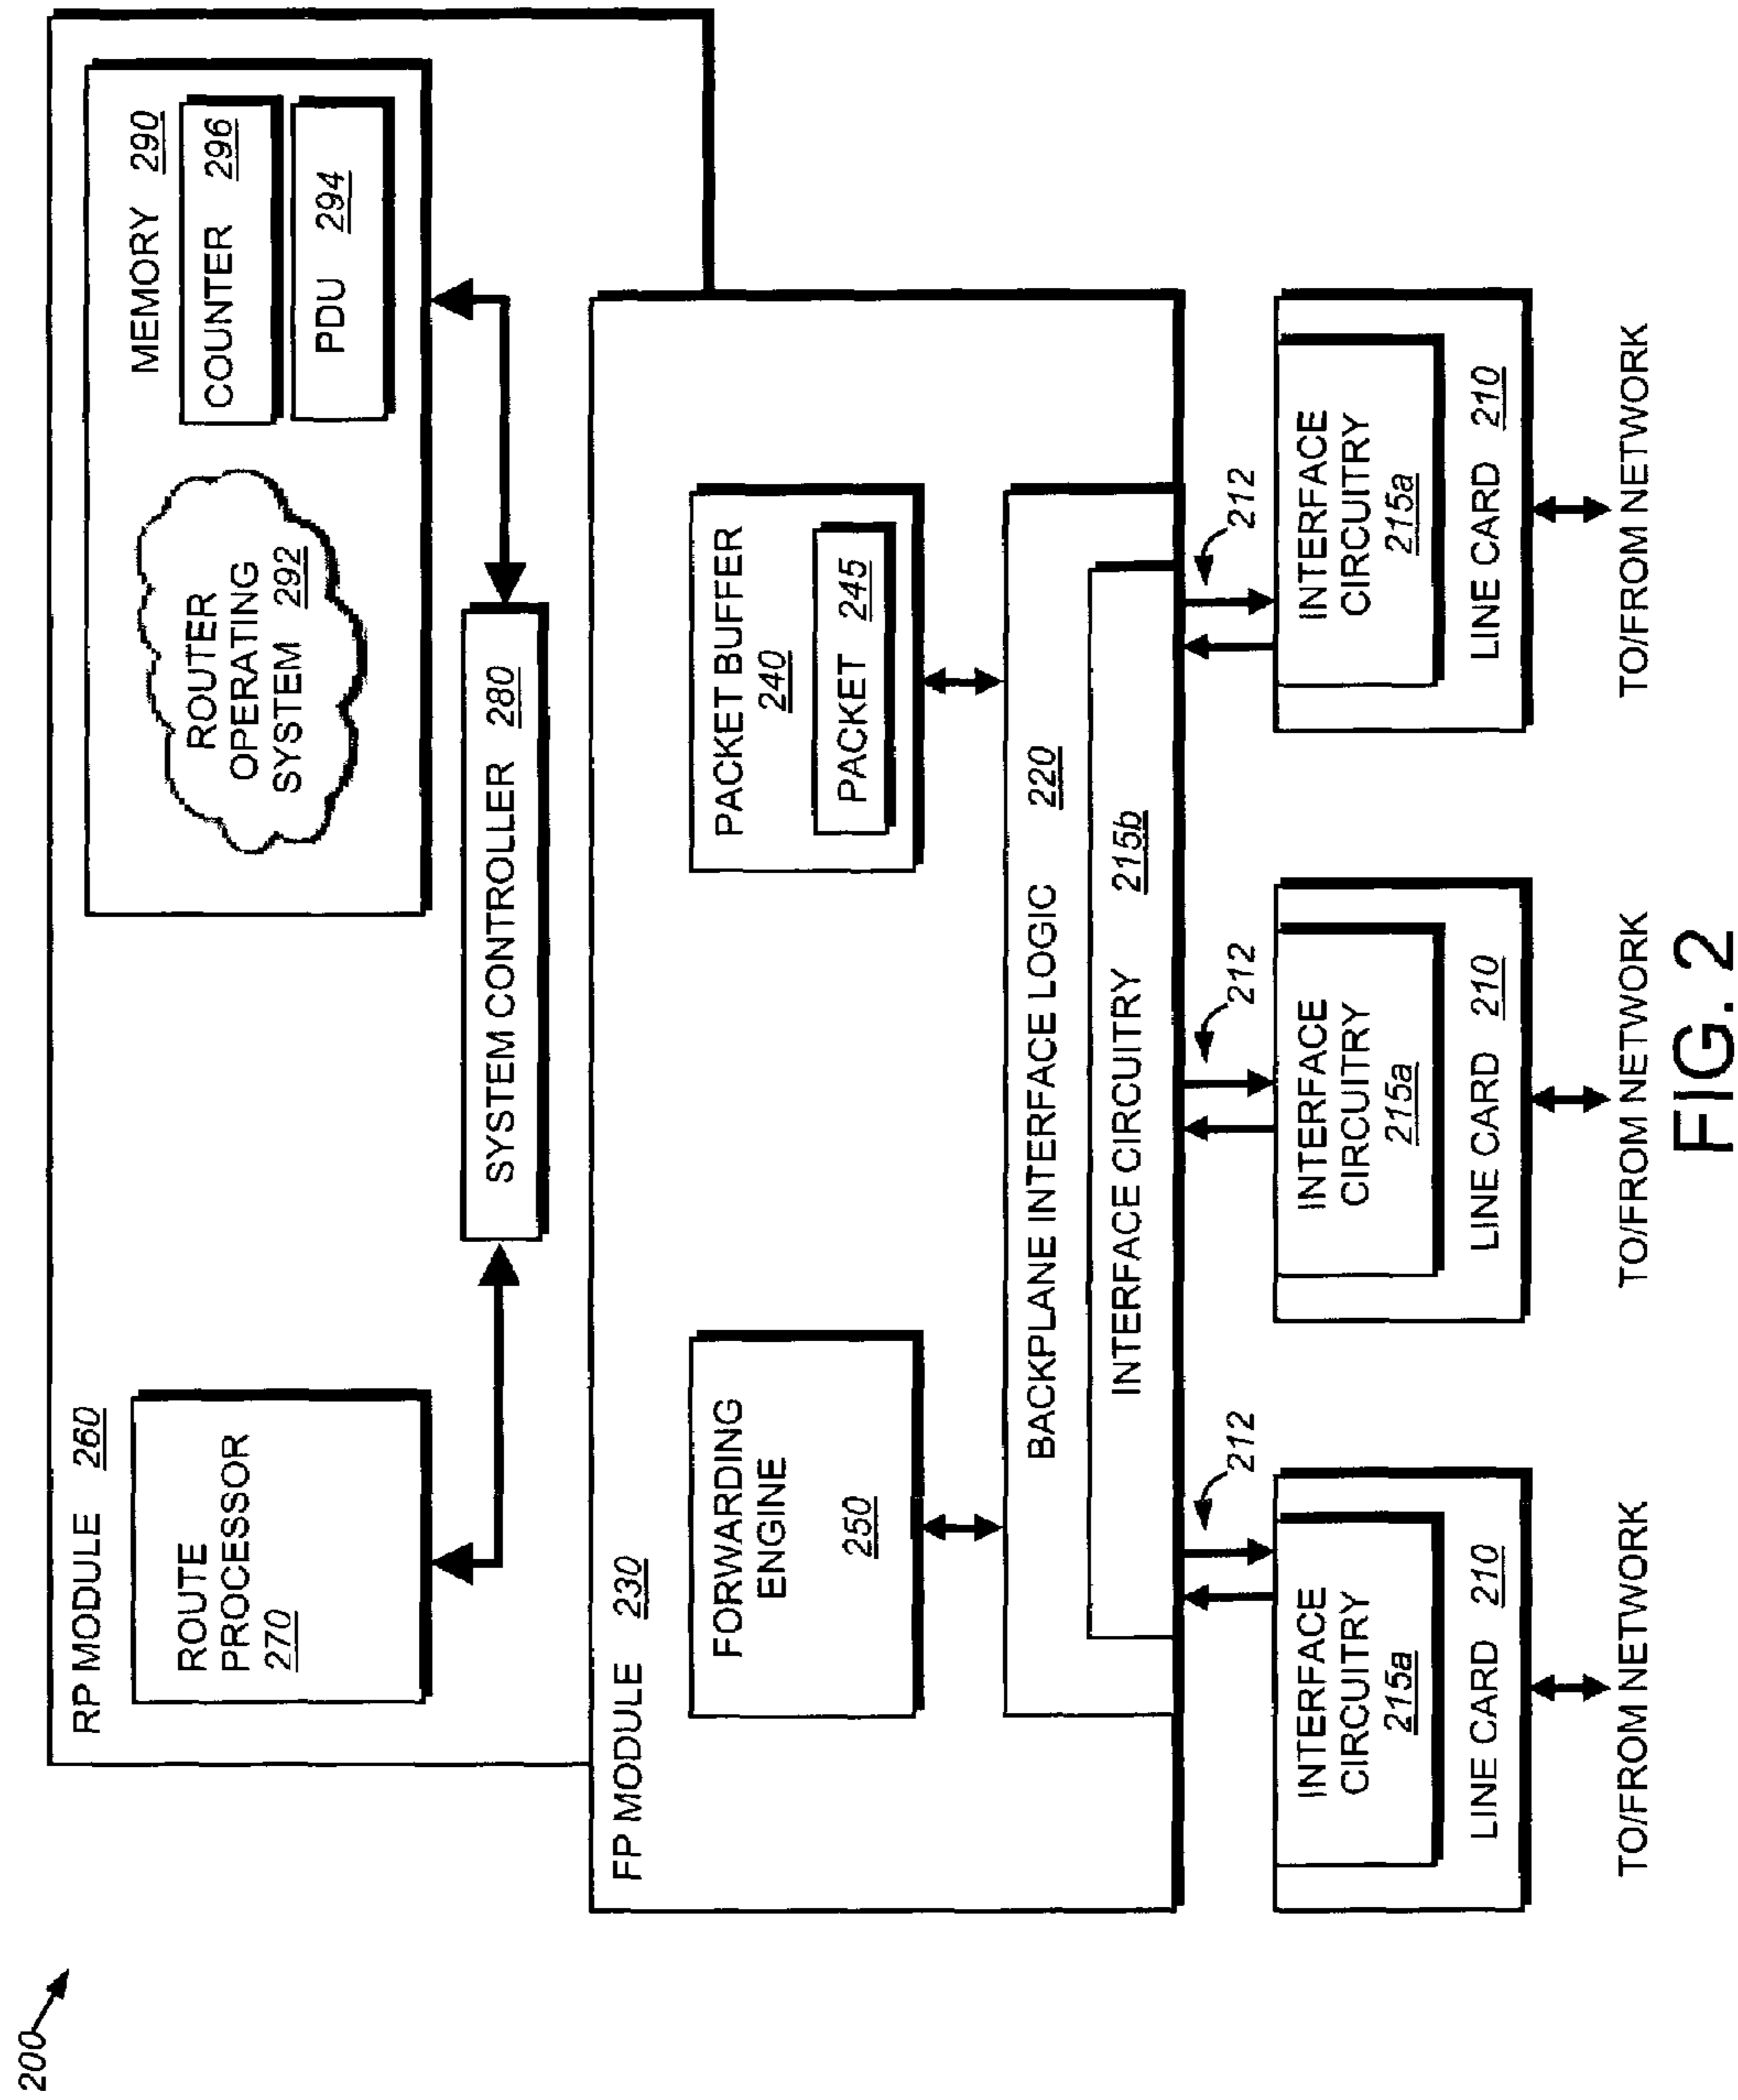 200
RP MODULE 260
ROUTE
PROCESSOR
270
SYSTEM CONTROLLER 280
ROUTER
OPERATING
SYSTEM 292
MEMORY 290
COUNTER 296
PDU 294
FP MODULE 230
FORWARDING
ENGINE
250
PACKET BUFFER
240
PACKET 245
BACKPLANE INTERFACE LOGIC 220
INTERFACE CIRCUITRY 215b
212
212
212
INTERFACE
CIRCUITRY
215a
LINE CARD 210
INTERFACE
CIRCUITRY
215a
LINE CARD 210
INTERFACE
CIRCUITRY
215a
LINE CARD 210
TO/FROM NETWORK
TO/FROM NETWORK
TO/FROM NETWORK
FIG. 2